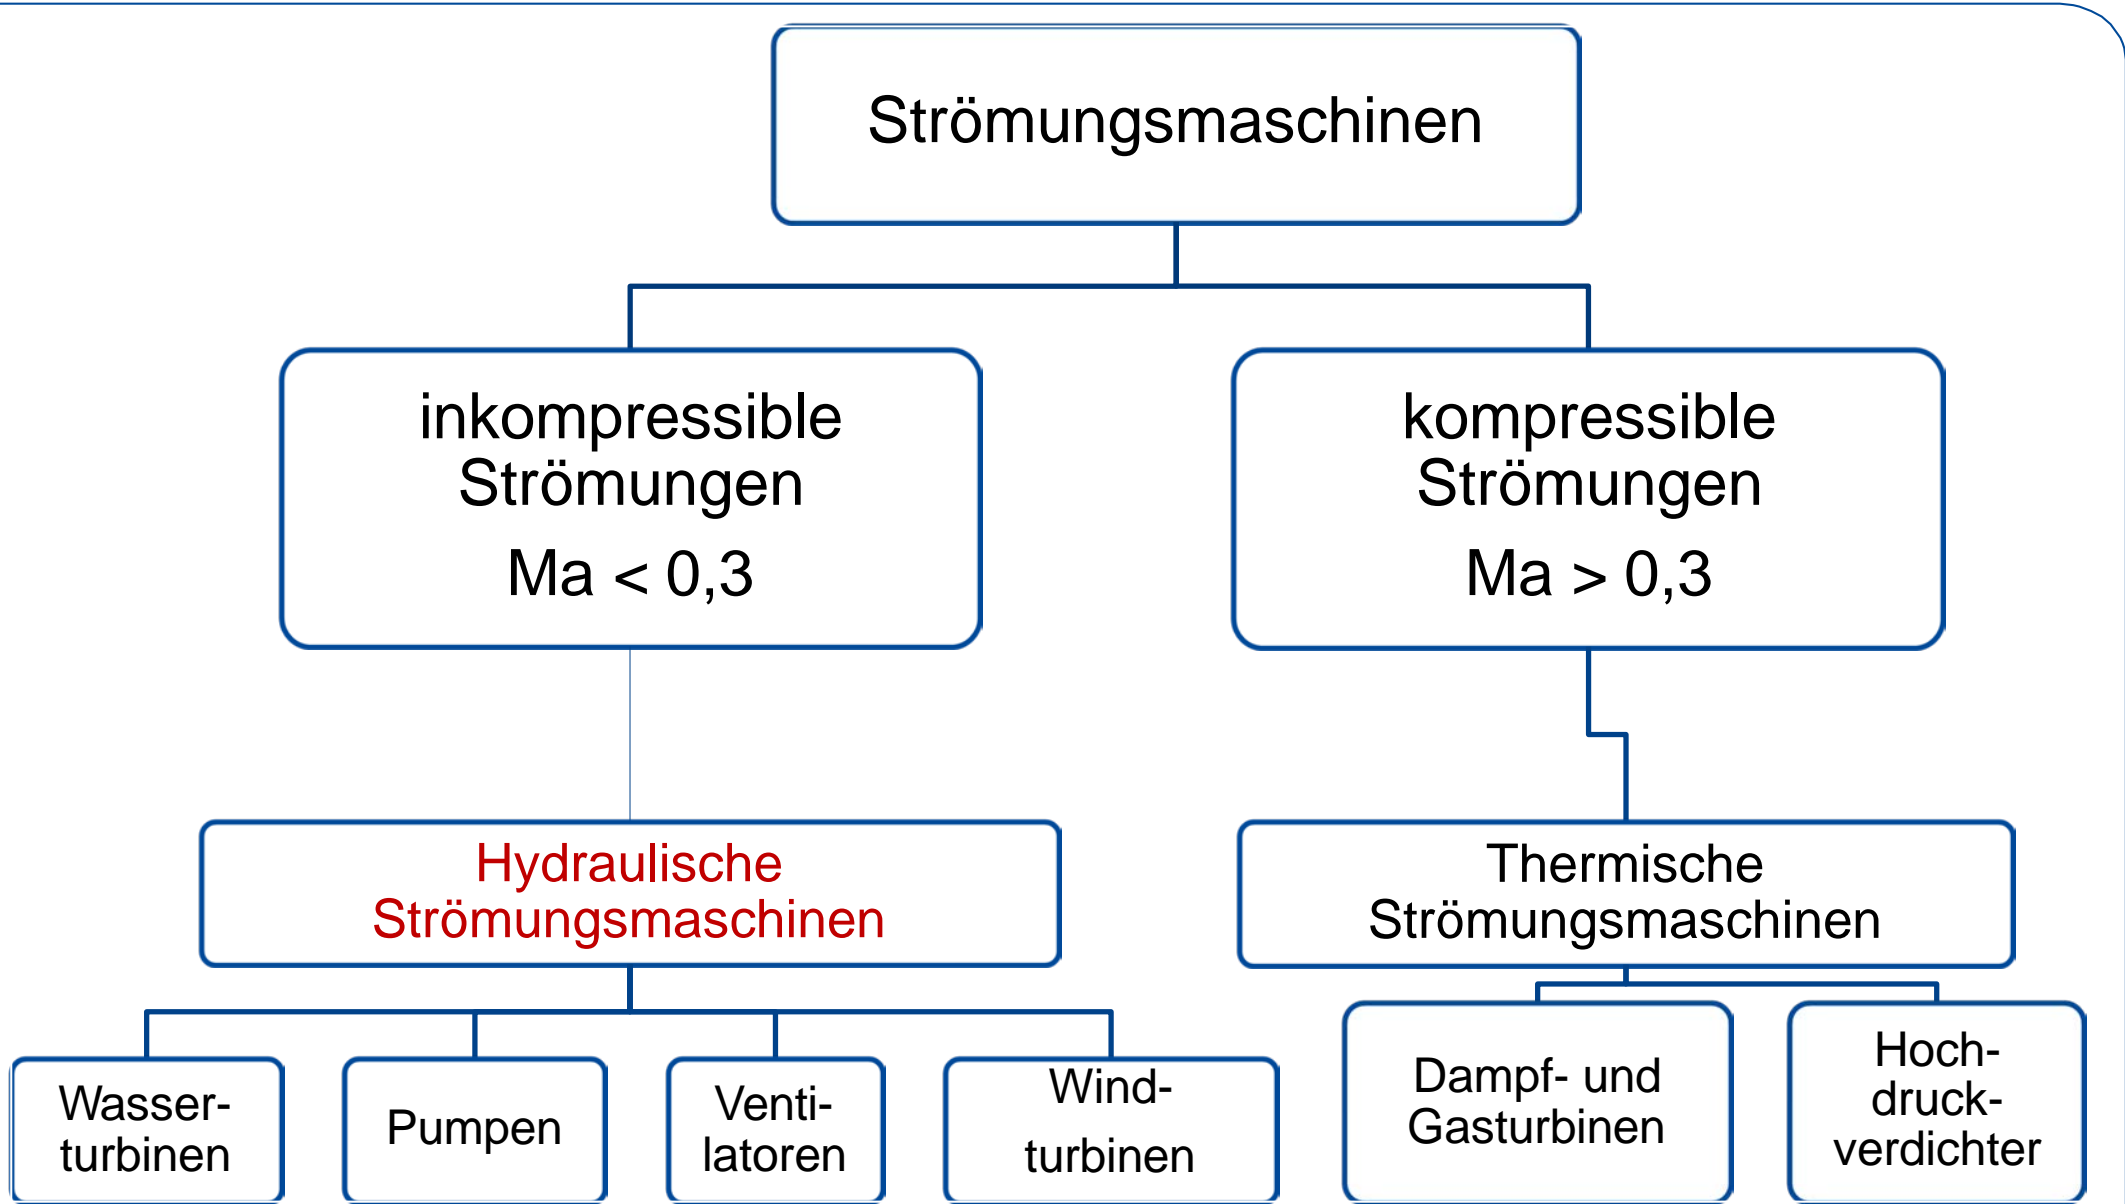 Strömungsmaschinen
inkompressible
Strömungen
Ma < 0,3
kompressible
Strömungen
Ma > 0,3
Hydraulische
Strömungsmaschinen
Thermische
Strömungsmaschinen
Wasser-
turbinen
Pumpen
Venti-
latoren
Wind-
turbinen
Dampf- und
Gasturbinen
Hoch-
druck-
verdichter